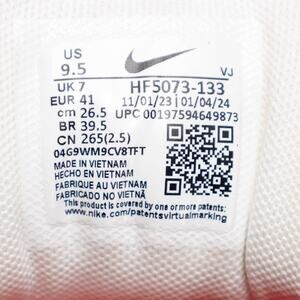 US
9.5
VJ
UK 7
HF5073-133
EUR 41
11/01/23 | 01/04/24
cm 26.5
UPC 00197594649873
BR 39.5
CN 265(2.5)
04G9WM9CV8TFT
MADE IN VIETNAM
HECHO EN VIETNAM
FABRIQUE AU VIETNAM
FABRICADO NO VIETNÃ
This product is covered by one or more patents.
See www.nike.com/patentsvirtualmarking